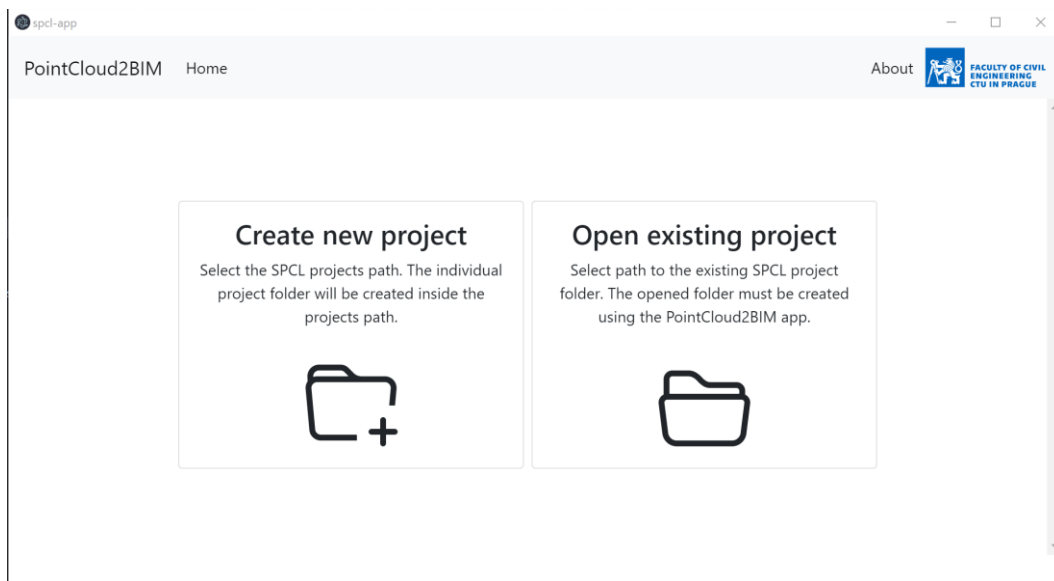 spcl-app
PointCloud2BIM Home About
FACULTY OF CIVIL
ENGINEERING
CTU IN PRAGUE
Create new project
Select the SPCL projects path. The individual
project folder will be created inside the
projects path.
Open existing project
Select path to the existing SPCL project
folder. The opened folder must be created
using the PointCloud2BIM app.